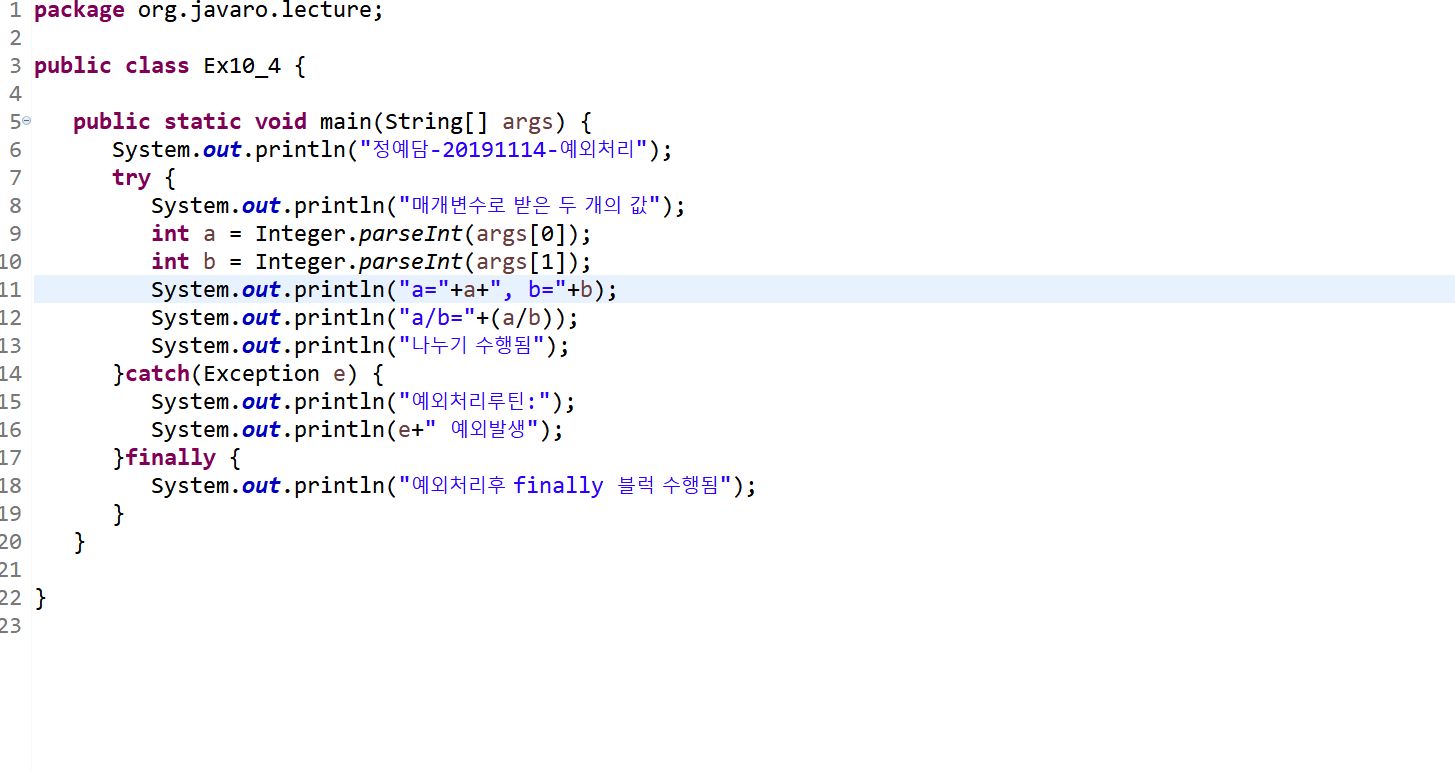 1 package org.javaro.lecture;
2
3 public class Ex10_4 {
4
5 public static void main(String[] args) {
6 System.out.println("정예담-20191114-예외처리");
7 try {
8 System.out.println("매개변수로 받은 두 개의 값");
9 int a = Integer.parseInt(args[0]);
10 int b = Integer.parseInt(args[1]);
11 System.out.println("a="+a+", b="+b);
12 System.out.println("a/b="+(a/b));
13 System.out.println("나누기 수행됨");
14 }catch(Exception e) {
15 System.out.println("예외처리루틴:");
16 System.out.println(e+" 예외발생");
17 }finally {
18 System.out.println("예외처리후 finally 블럭 수행됨");
19 }
20 }
21
22 }
23